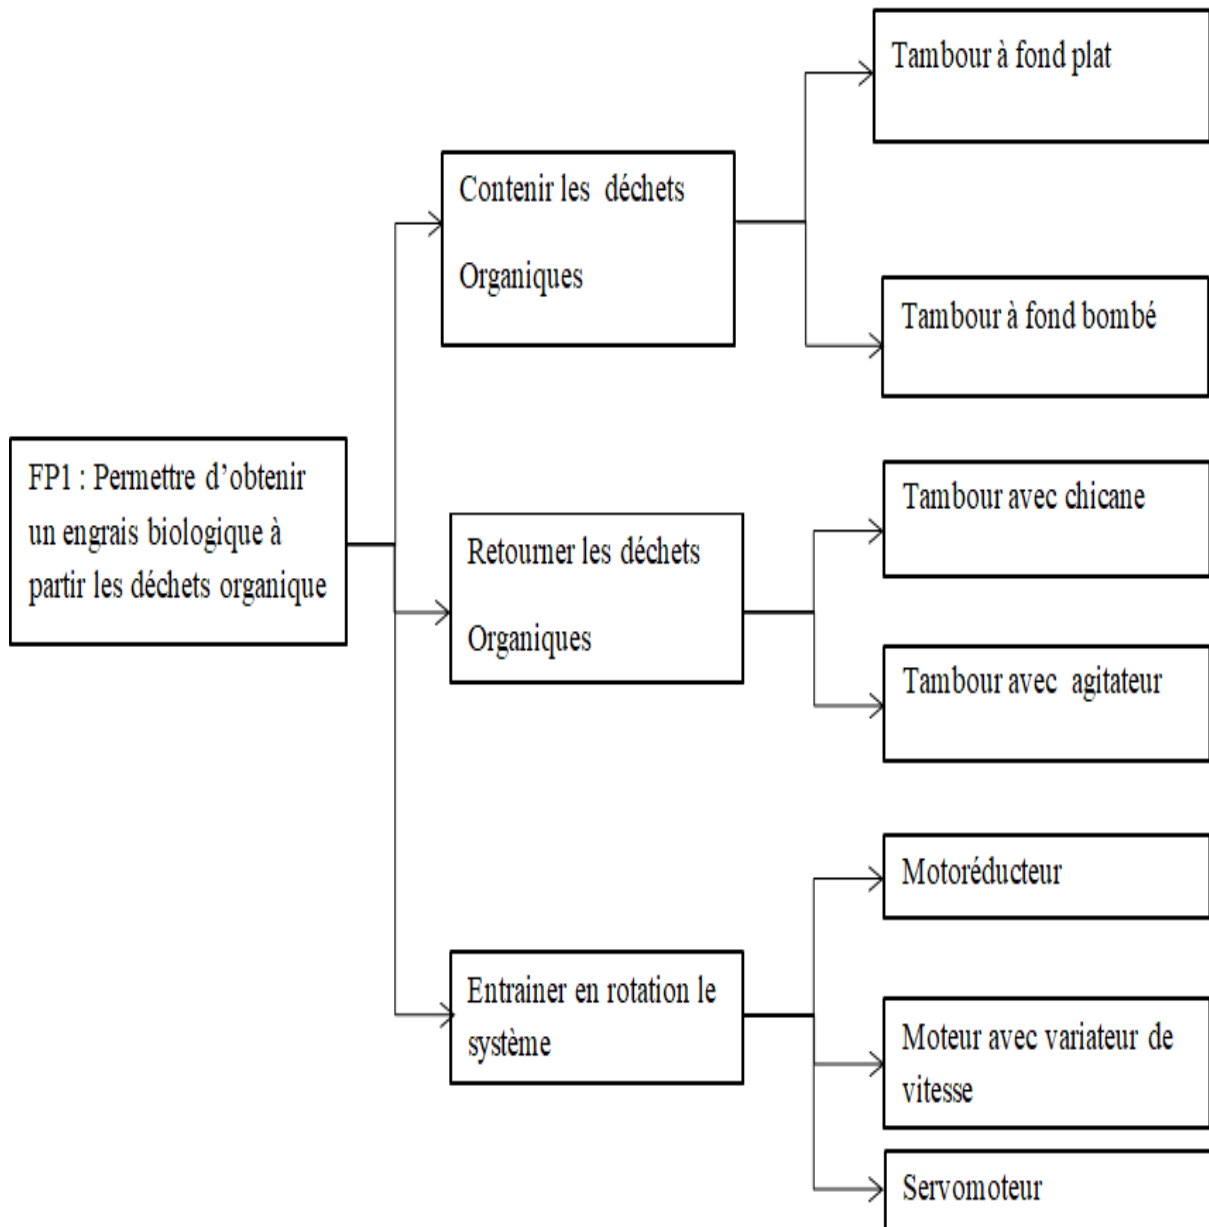 FP1 : Permettre d’obtenir
un engrais biologique à
partir les déchets organique
Contenir les déchets
Organiques
Tambour à fond plat
Tambour à fond bombé
Retourner les déchets
Organiques
Tambour avec chicane
Tambour avec agitateur
Entrainer en rotation le
système
Motoréducteur
Moteur avec variateur de
vitesse
Servomoteur